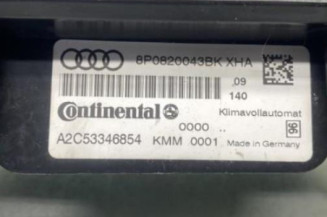 8P0820043BK XHA
09
140
Continental
Klimavollautomat
0000 ..
A2C53346854 KMM 0001 Made in Germany